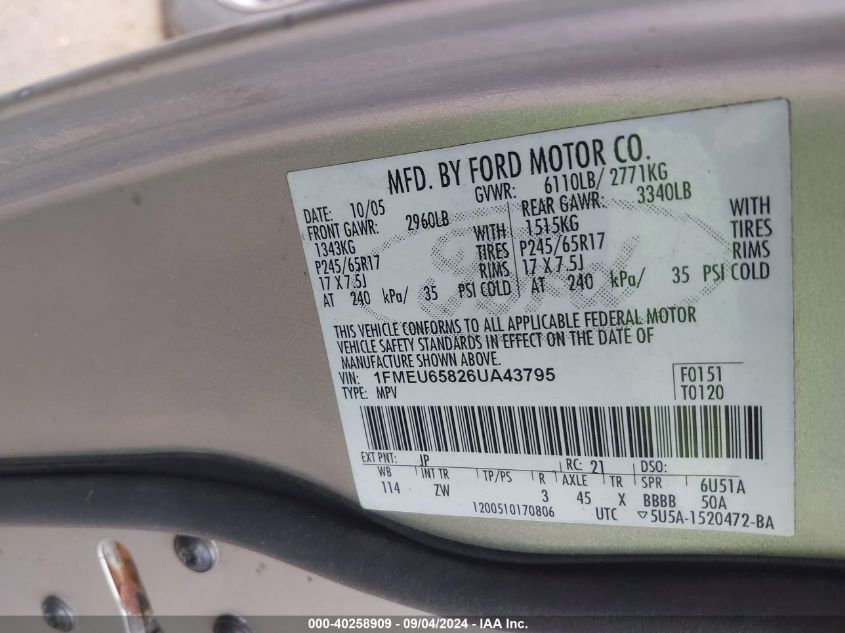 MFD. BY FORD MOTOR CO.
DATE: 10/05 GVWR: 6110LB/ 2771KG
FRONT GAWR: 2960LB REAR GAWR: 3340LB
1343KG WITH 1515KG WITH
P245/65R17 TIRES P245/65R17 TIRES
17 X 7.5J RIMS 17 X 7.5J RIMS
AT 240 kPa/ 35 PSI COLD AT 240 kPa/ 35 PSI COLD
THIS VEHICLE CONFORMS TO ALL APPLICABLE FEDERAL MOTOR
VEHICLE SAFETY STANDARDS IN EFFECT ON THE DATE OF
MANUFACTURE SHOWN ABOVE.
VIN: 1FMEU65826UA43795 F0151
TYPE: MPV T0120
EXT PNT: JP RC: 21 DSO:
WB INT TR TP/PS R AXLE TR SPR 6U51A
114 ZW 3 45 X BBBB 50A
1200510170806 UTC ▽5U5A-1520472-BA
000-40258909 - 09/04/2024 - IAA Inc.